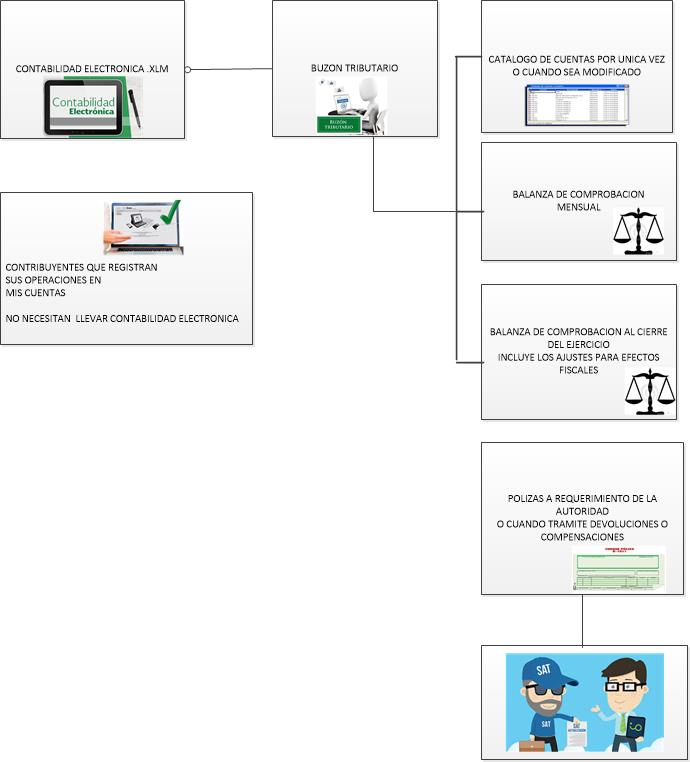 CONTABILIDAD ELECTRONICA .XLM
Contabilidad
Electrónica
BUZON TRIBUTARIO
BUZÓN
TRIBUTARIO
CATALOGO DE CUENTAS POR UNICA VEZ
O CUANDO SEA MODIFICADO
BALANZA DE COMPROBACION
MENSUAL
CONTRIBUYENTES QUE REGISTRAN
SUS OPERACIONES EN
MIS CUENTAS
NO NECESITAN LLEVAR CONTABILIDAD ELECTRONICA
BALANZA DE COMPROBACION AL CIERRE
DEL EJERCICIO
INCLUYE LOS AJUSTES PARA EFECTOS
FISCALES
POLIZAS A REQUERIMIENTO DE LA
AUTORIDAD
O CUANDO TRAMITE DEVOLUCIONES O
COMPENSACIONES
SAT
SAT
SAT